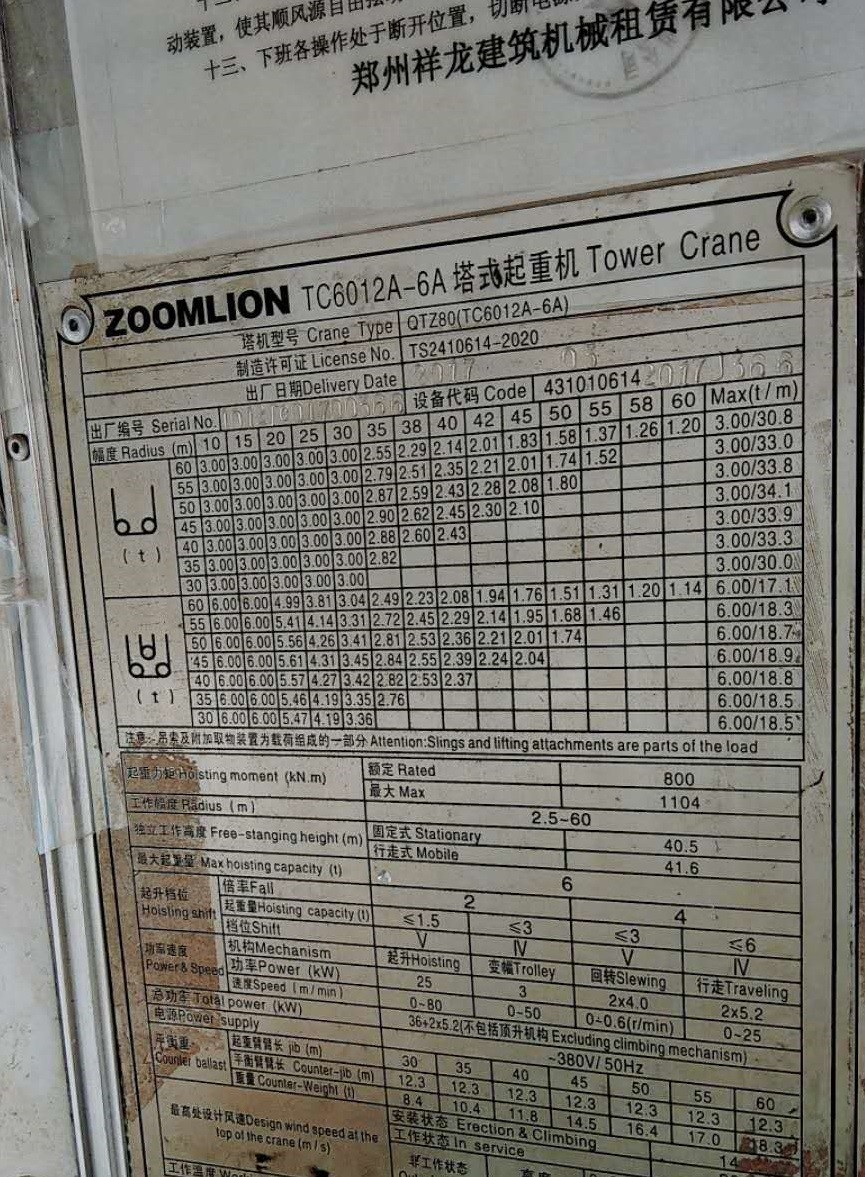 动装置，使其顺风源自由
十三、下班各操作处于断开位置，切断电
郑州祥龙建筑机械租赁有限公司
ZOOMLION TC6012A-6A 塔式起重机 Tower Crane
塔机型号 Crane Type QTZ80(TC6012A-6A)
制造许可证 License No. TS2410614-2020
出厂日期Delivery Date 2017 03
出厂编号 Serial No. 设备代码 Code 431010614201700366
幅度 Radius (m) 10 15 20 25 30 35 38 40 42 45 50 55 58 60 Max(t/m)
60 3.00 3.00 3.00 3.00 3.00 2.55 2.29 2.14 2.01 1.83 1.58 1.37 1.26 1.20 3.00/30.8
55 3.00 3.00 3.00 3.00 3.00 2.79 2.51 2.35 2.21 2.01 1.74 1.52 3.00/33.0
50 3.00 3.00 3.00 3.00 3.00 2.87 2.59 2.43 2.28 2.08 1.80 3.00/33.8
45 3.00 3.00 3.00 3.00 3.00 2.90 2.62 2.45 2.30 2.10 3.00/34.1
40 3.00 3.00 3.00 3.00 3.00 2.88 2.60 2.43 3.00/33.9
35 3.00 3.00 3.00 3.00 3.00 2.82 3.00/33.3
30 3.00 3.00 3.00 3.00 3.00 3.00/30.0
(t)
60 6.00 6.00 4.99 3.81 3.04 2.49 2.23 2.08 1.94 1.76 1.51 1.31 1.20 1.14 6.00/17.1
55 6.00 6.00 5.41 4.14 3.31 2.72 2.45 2.29 2.14 1.95 1.68 1.46 6.00/18.3
50 6.00 6.00 5.56 4.26 3.41 2.81 2.53 2.36 2.21 2.01 1.74 6.00/18.7
45 6.00 6.00 5.61 4.31 3.45 2.84 2.55 2.39 2.24 2.04 6.00/18.9
40 6.00 6.00 5.57 4.27 3.42 2.82 2.53 2.37 6.00/18.8
35 6.00 6.00 5.46 4.19 3.35 2.76 6.00/18.5
30 6.00 6.00 5.47 4.19 3.36 6.00/18.5
(t)
注意：吊索及附加取物装置为载荷组成的一部分 Attention:Slings and lifting attachments are parts of the load
起重力矩Hoisting moment (kN.m) 额定 Rated 800
最大 Max 1104
工作幅度 Radius (m) 2.5~60
独立工作高度 Free-stanging height (m) 固定式 Stationary 40.5
行走式 Mobile 41.6
最大起重量 Max hoisting capacity (t) 6
起升档位 Hoisting shift 倍率Fall 2 4
起重量Hoisting capacity(t) ≤1.5 ≤3 ≤3 ≤6
档位Shift V IV V IV
功率速度 Power & Speed 机构Mechanism 起升Hoisting 变幅Trolley 回转Slewing 行走Traveling
功率Power (kW) 25 3 2x4.0 2x5.2
速度Speed (m/min) 0~80 0~50 0~0.6(r/min) 0~25
总功率Total power (kW) 36+2x5.2(不包括顶升机构 Excluding climbing mechanism)
电源Power supply ~380V/50Hz
平衡重 Counter ballast 起重臂臂长 jib (m) 30 35 40 45 50 55 60
平衡臂臂长 Counter-jib (m) 12.3 12.3 12.3 12.3 12.3 12.3 12.3
重量 Counter-Weight (t) 8.4 10.4 11.8 14.5 16.4 17.0 18.3
最高处设计风速Design wind speed at the top of the crane (m/s) 安装状态 Erection & Climbing 14
工作状态 In service
非工作状态
工作温度